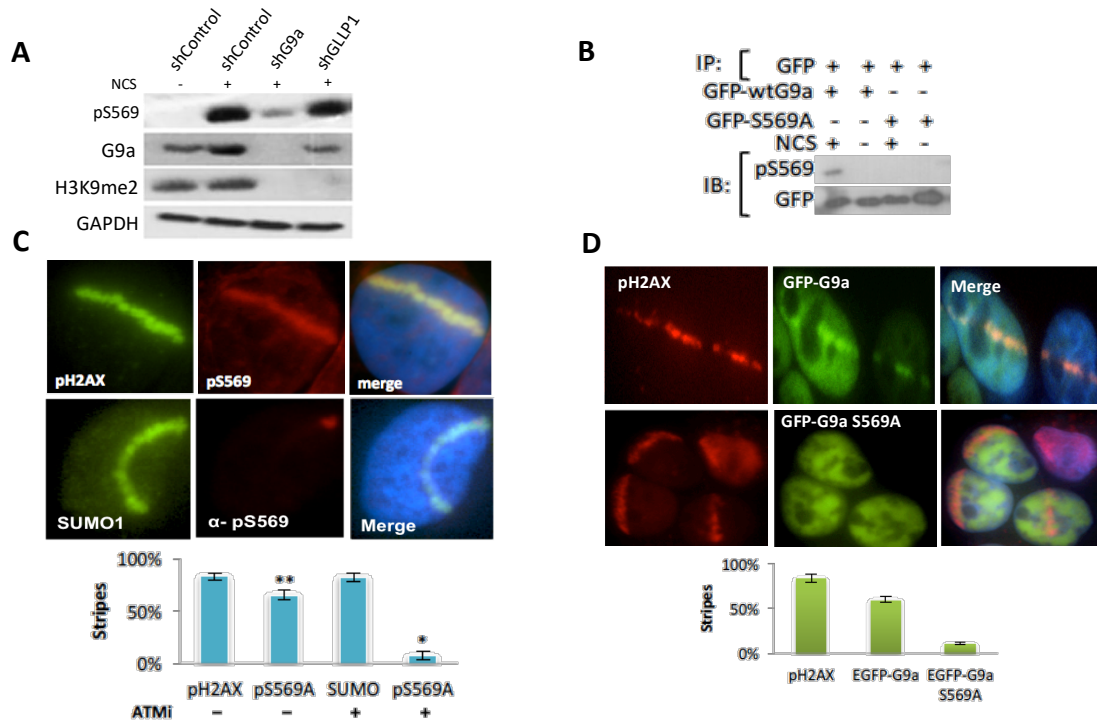 A
shControl
shControl
shG9a
shGLLP1
NCS - + + +
pS569
G9a
H3K9me2
GAPDH
B
IP: [ GFP + + + +
GFP-wtG9a + + - -
GFP-S569A - - + +
NCS + - + -
IB: [ pS569
GFP
C
pH2AX
pS569
merge
SUMO1
α- pS569
Merge
Stripes
100%
50%
0%
**
*
pH2AX pS569A SUMO pS569A
ATMi - - + +
D
pH2AX
GFP-G9a
Merge
GFP-G9a S569A
Stripes
100%
50%
0%
pH2AX EGFP-G9a EGFP-G9a
S569A